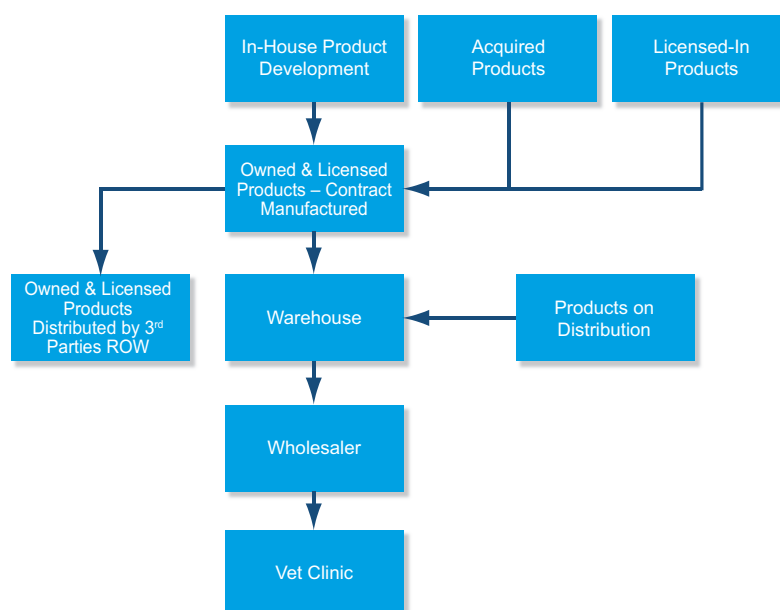 In-House Product
Development
Acquired
Products
Licensed-In
Products
Owned & Licensed
Products – Contract
Manufactured
Owned & Licensed
Products
Distributed by 3rd
Parties ROW
Warehouse
Products on
Distribution
Wholesaler
Vet Clinic